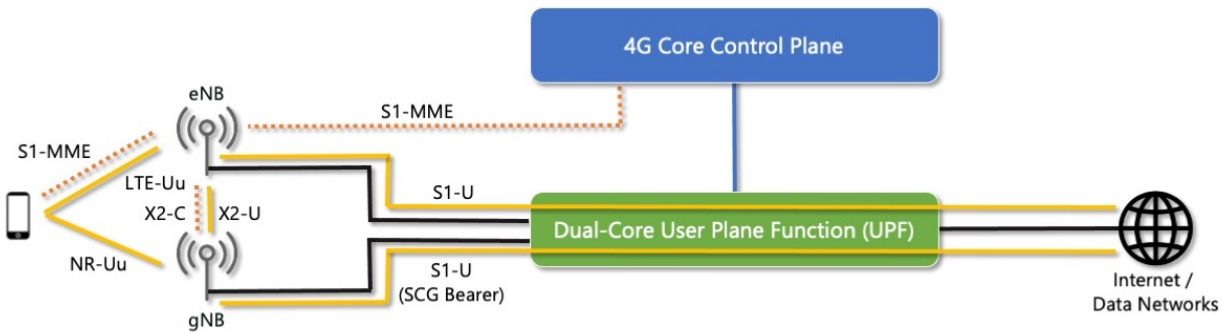 4G Core Control Plane
eNB
S1-MME
S1-MME
LTE-Uu
X2-C
X2-U
S1-U
Dual-Core User Plane Function (UPF)
NR-Uu
S1-U
(SCG Bearer)
gNB
Internet /
Data Networks